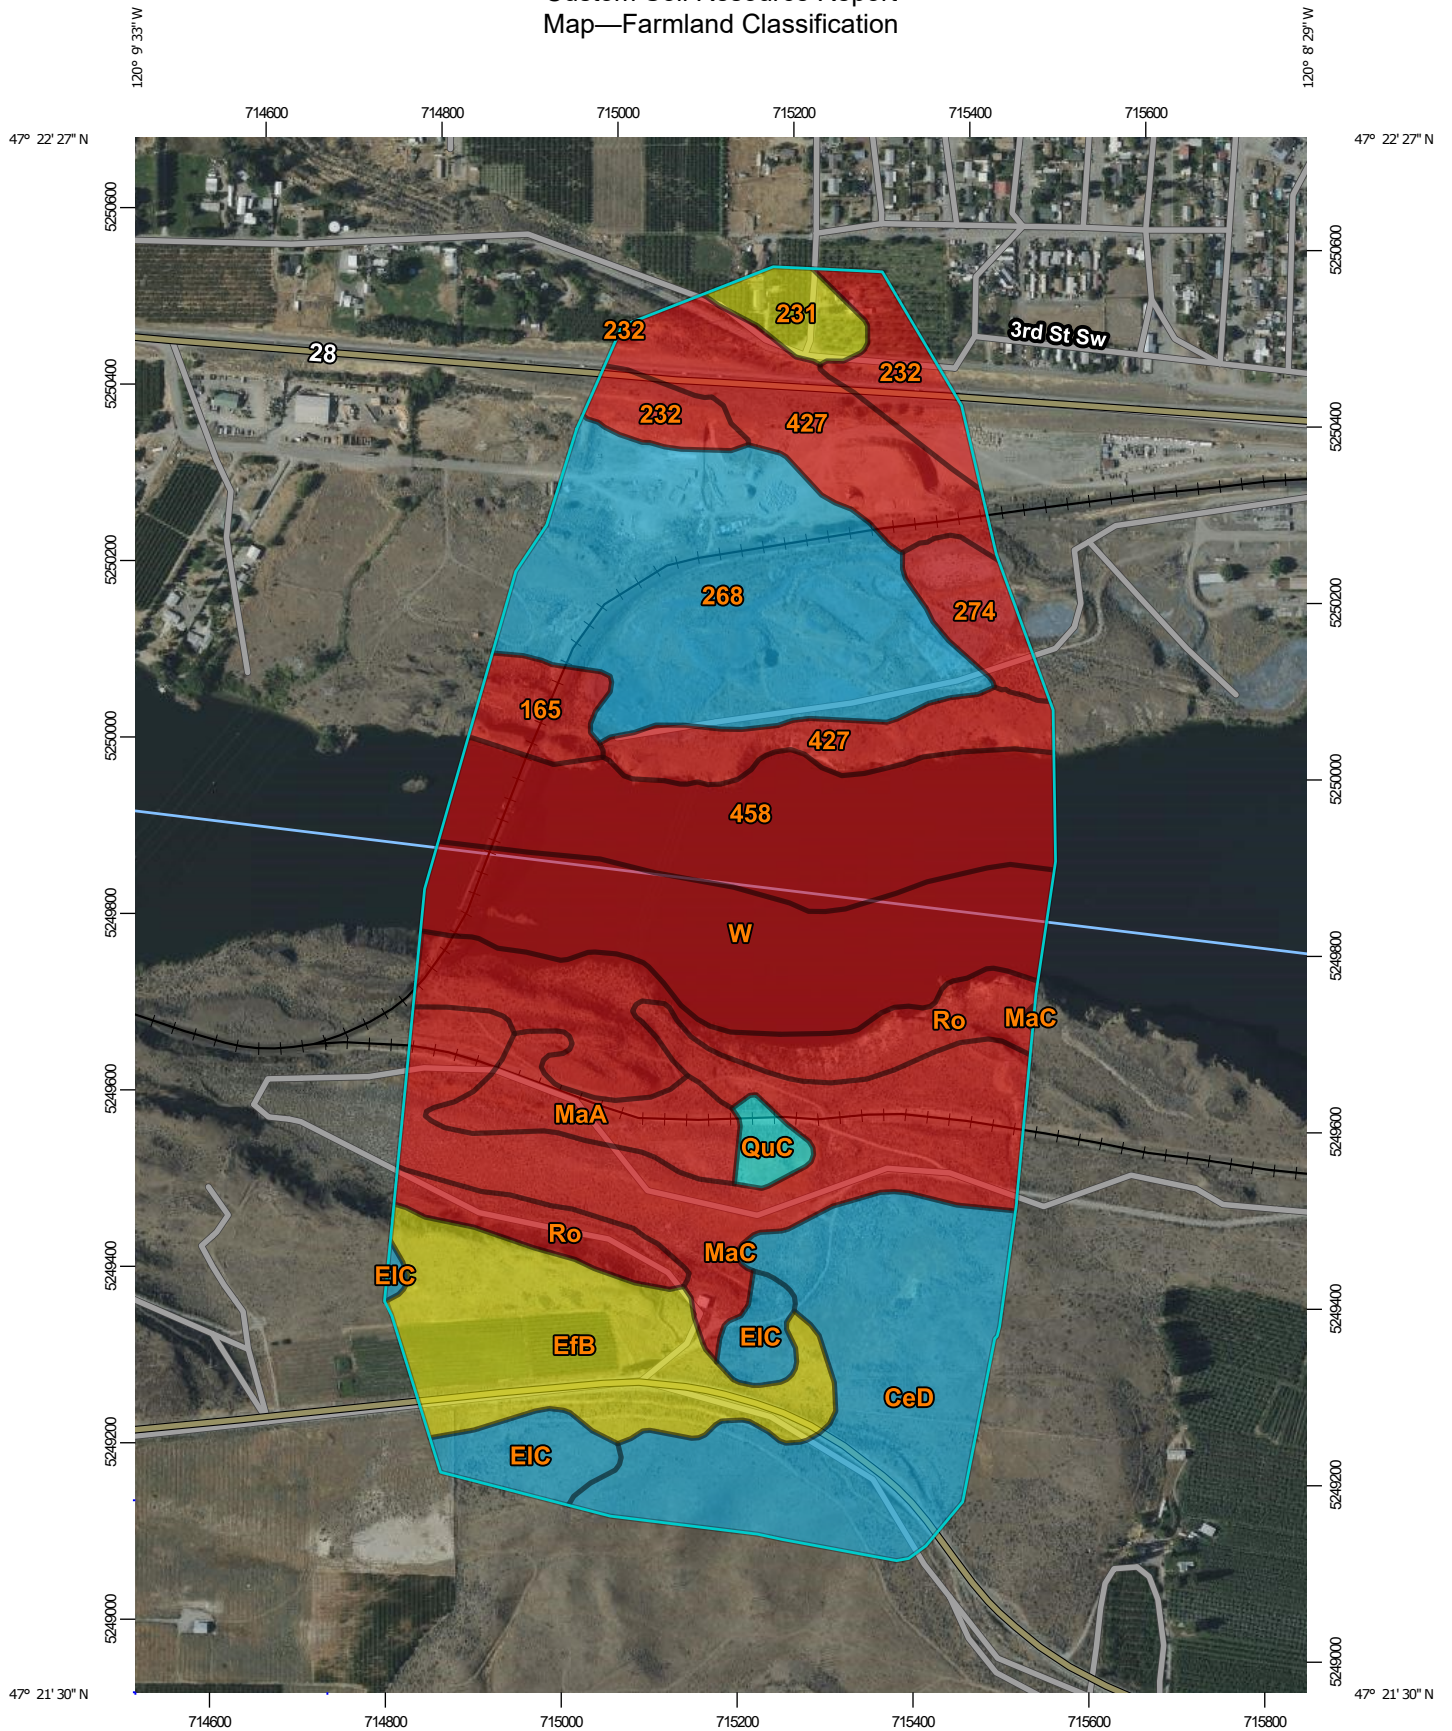 Custom Soil Resource Report
Map—Farmland Classification
120° 9' 33'' W
120° 8' 29'' W
714600 714800 715000 715200 715400 715600
47° 22' 27'' N
47° 22' 27'' N
5250600
5250600
231
232
3rd St Sw
28
232
5250400
232
427
5250400
5250200
268
274
5250200
165
5250000
427
5250000
458
5249800
W
5249800
Ro
MaC
5249600
MaA
5249600
QuC
Ro
MaC
5249400
ElC
5249400
ElC
EfB
CeD
5249200
ElC
5249200
5249000
5249000
47° 21' 30'' N
47° 21' 30'' N
714600 714800 715000 715200 715400 715600 715800